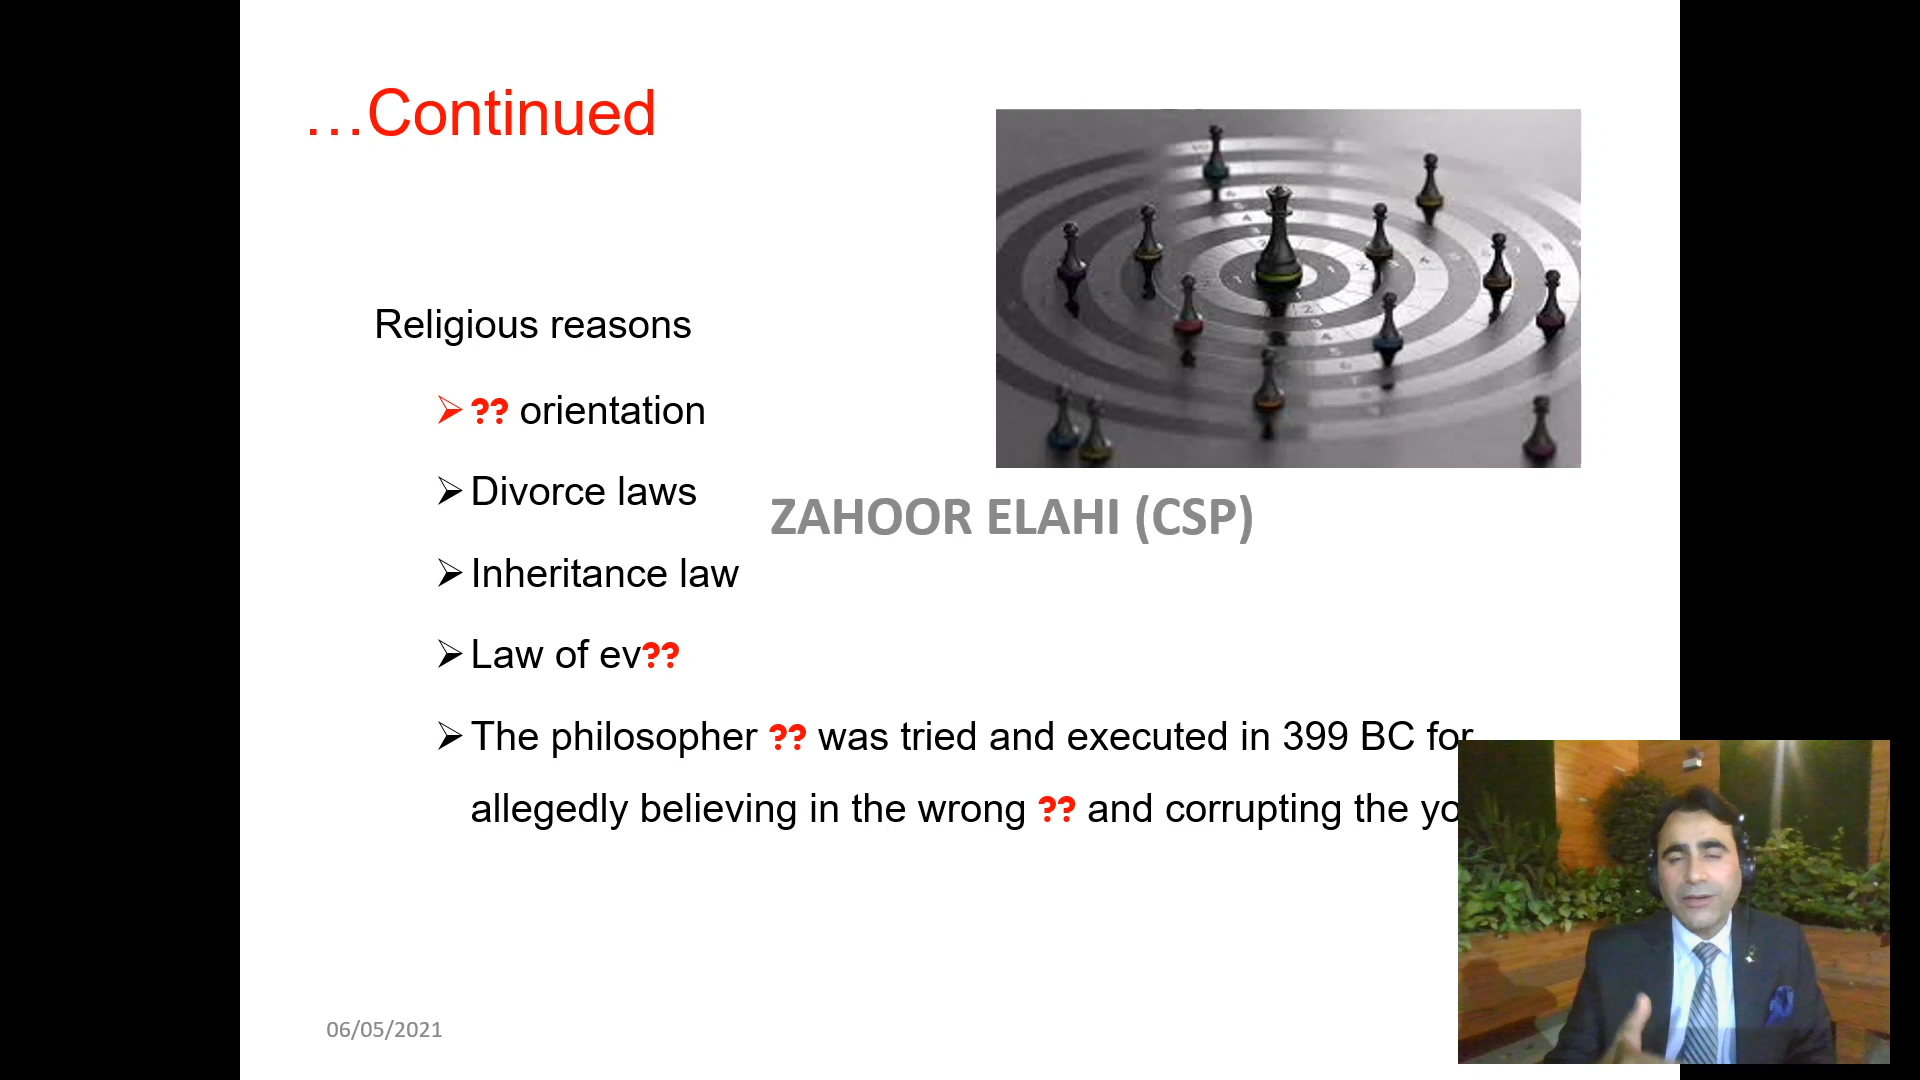 …Continued
Religious reasons
?? orientation
Divorce laws
ZAHOOR ELAHI (CSP)
Inheritance law
Law of ev??
The philosopher ?? was tried and executed in 399 BC for
allegedly believing in the wrong ?? and corrupting the yo
06/05/2021